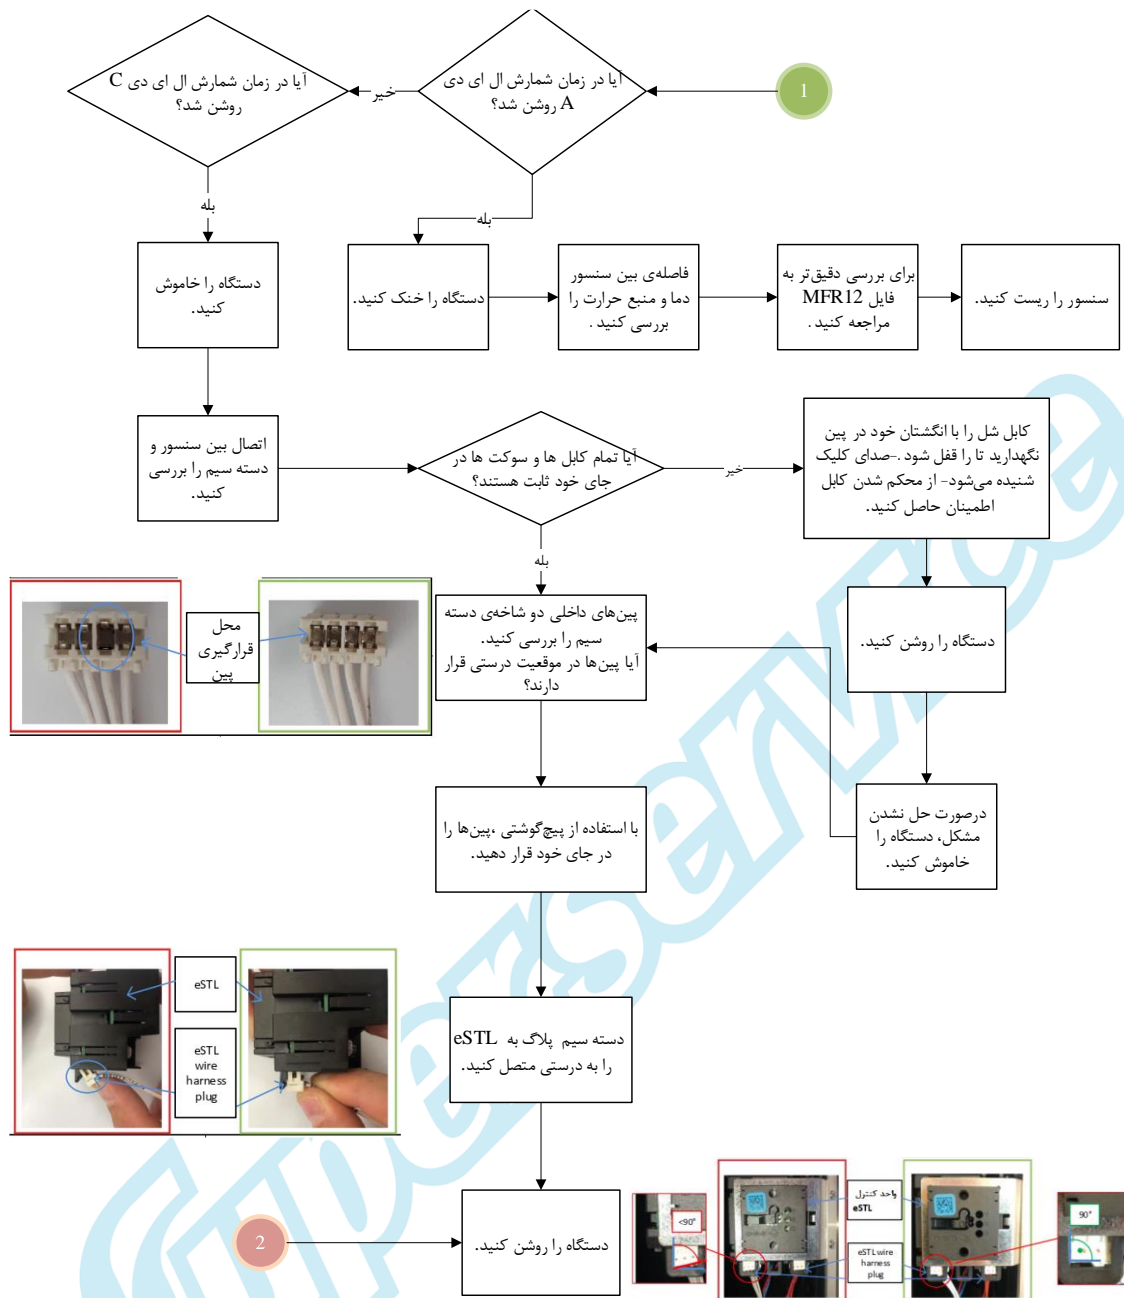 1
آیا در زمان شمارش ال ای دی
A روشن شد؟
خیر
آیا در زمان شمارش ال ای دی C
روشن شد؟
بله
بله
دستگاه را خاموش
کنید.
دستگاه را خنک کنید.
فاصله‌ی بین سنسور
دما و منبع حرارت را
بررسی کنید .
برای بررسی دقیق‌تر به
فایل MFR12
مراجعه کنید .
سنسور را ریست کنید.
اتصال بین سنسور و
دسته سیم را بررسی
کنید.
آیا تمام کابل ها و سوکت ها در
جای خود ثابت هستند؟
خیر
کابل شل را با انگشتان خود در پین
نگهدارید تا را قفل شود .-صدای کلیک
شنیده می‌شود- از محکم شدن کابل
اطمینان حاصل کنید.
بله
محل
قرارگیری
پین
پین‌های داخلی دو شاخه‌ی دسته
سیم را بررسی کنید.
آیا پین‌ها در موقعیت درستی قرار
دارند؟
دستگاه را روشن کنید.
درصورت حل نشدن
مشکل، دستگاه را
خاموش کنید.
با استفاده از پیچ‌گوشتی ،پین‌ها را
در جای خود قرار دهید.
eSTL
eSTL
wire
harness
plug
دسته سیم پلاگ به eSTL
را به درستی متصل کنید.
2
دستگاه را روشن کنید.
<90°
واحد کنترل
eSTL
eSTL wire
harness
plug
90°
Superservice